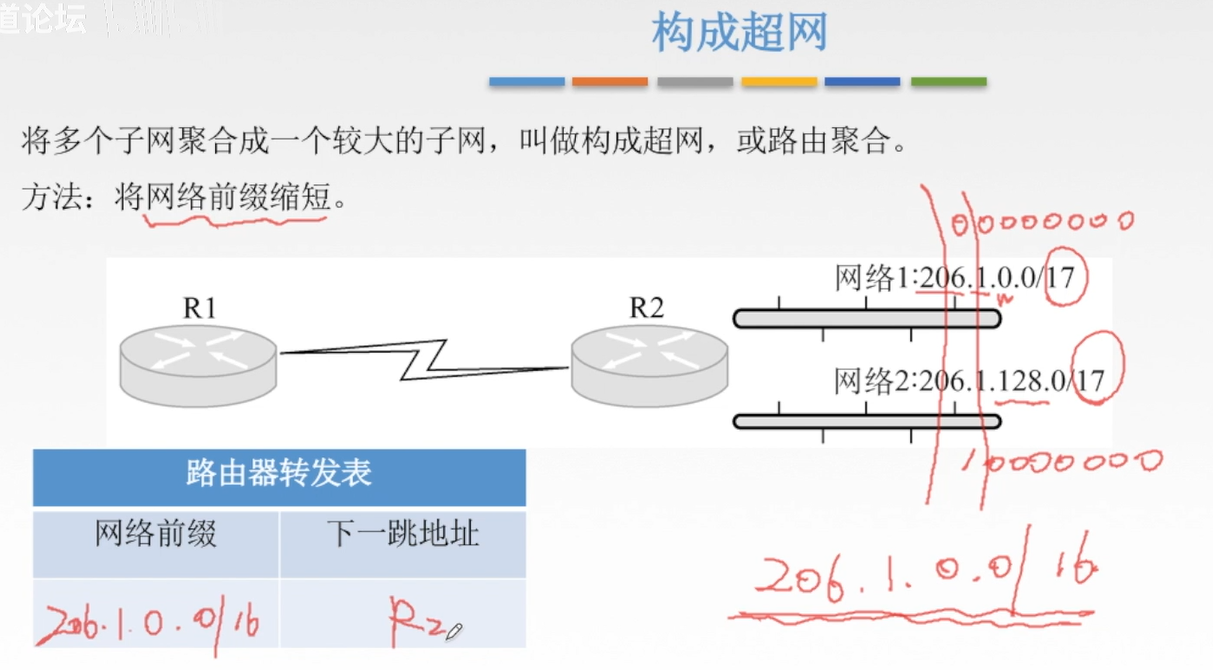 道论坛
构成超网
将多个子网聚合成一个较大的子网，叫做构成超网，或路由聚合。
方法：将网络前缀缩短。
00000000
网络1:206.1.0.0/17
R1
R2
网络2:206.1.128.0/17
10000000
路由器转发表
网络前缀 下一跳地址
206.1.0.0/16 R2
206.1.0.0/16